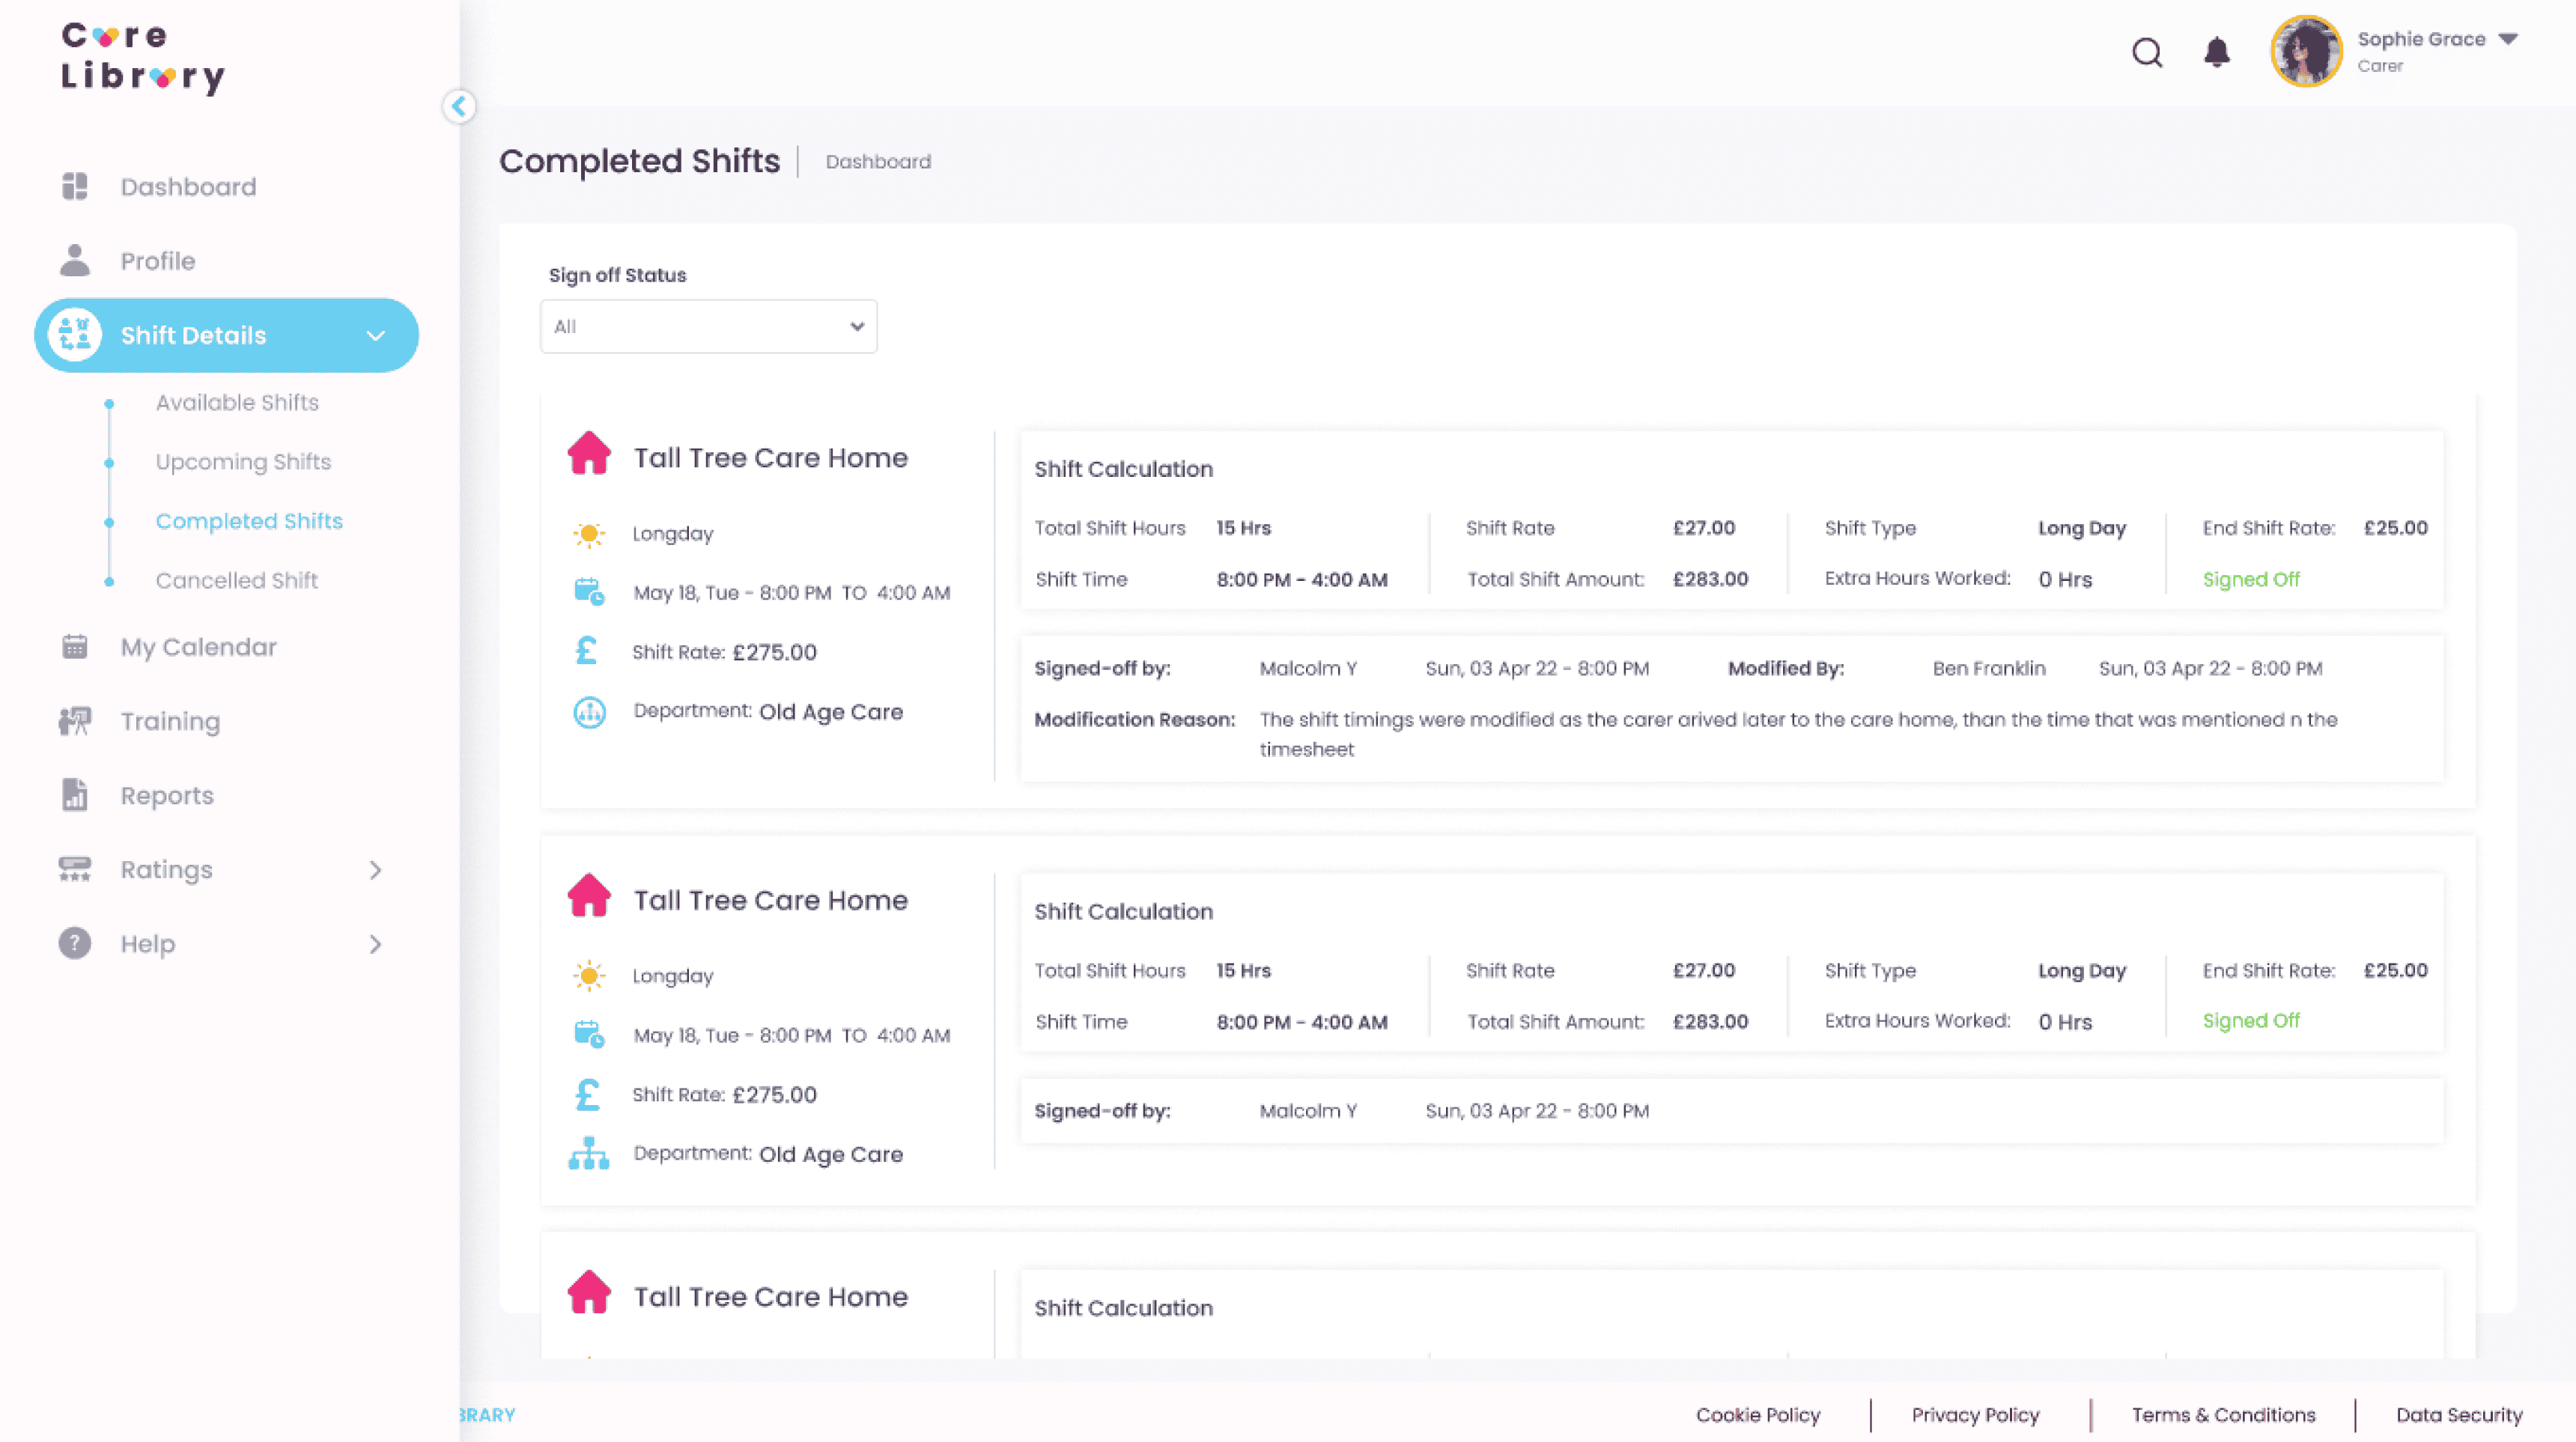 Care
Library
Sophie Grace
Carer
Completed Shifts
Dashboard
Dashboard
Profile
Shift Details
Available Shifts
Upcoming Shifts
Completed Shifts
Cancelled Shift
My Calendar
Training
Reports
Ratings
Help
Sign off Status
All
Tall Tree Care Home
Longday
May 18, Tue - 8:00 PM TO 4:00 AM
Shift Rate: £275.00
Department: Old Age Care
Shift Calculation
Total Shift Hours 15 Hrs Shift Rate £27.00 Shift Type Long Day End Shift Rate: £25.00
Shift Time 8:00 PM - 4:00 AM Total Shift Amount: £283.00 Extra Hours Worked: 0 Hrs Signed Off
Signed-off by: Malcolm Y Sun, 03 Apr 22 - 8:00 PM Modified By: Ben Franklin Sun, 03 Apr 22 - 8:00 PM
Modification Reason: The shift timings were modified as the carer arived later to the care home, than the time that was mentioned n the
timesheet
Tall Tree Care Home
Longday
May 18, Tue - 8:00 PM TO 4:00 AM
Shift Rate: £275.00
Department: Old Age Care
Shift Calculation
Total Shift Hours 15 Hrs Shift Rate £27.00 Shift Type Long Day End Shift Rate: £25.00
Shift Time 8:00 PM - 4:00 AM Total Shift Amount: £283.00 Extra Hours Worked: 0 Hrs Signed Off
Signed-off by: Malcolm Y Sun, 03 Apr 22 - 8:00 PM
Tall Tree Care Home
Shift Calculation
BRARY
Cookie Policy
Privacy Policy
Terms & Conditions
Data Security